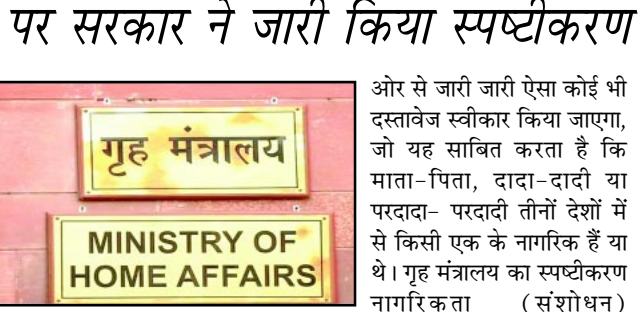 पर सरकार ने जारी किया स्पष्टीकरण
गृह मंत्रालय
MINISTRY OF
HOME AFFAIRS
ओर से जारी जारी ऐसा कोई भी
दस्तावेज स्वीकार किया जाएगा,
जो यह साबित करता है कि
माता-पिता, दादा-दादी या
परदादा- परदादी तीनों देशों में
से किसी एक के नागरिक हैं या
थे। गृह मंत्रालय का स्पष्टीकरण
नागरिकता (संशोधन)